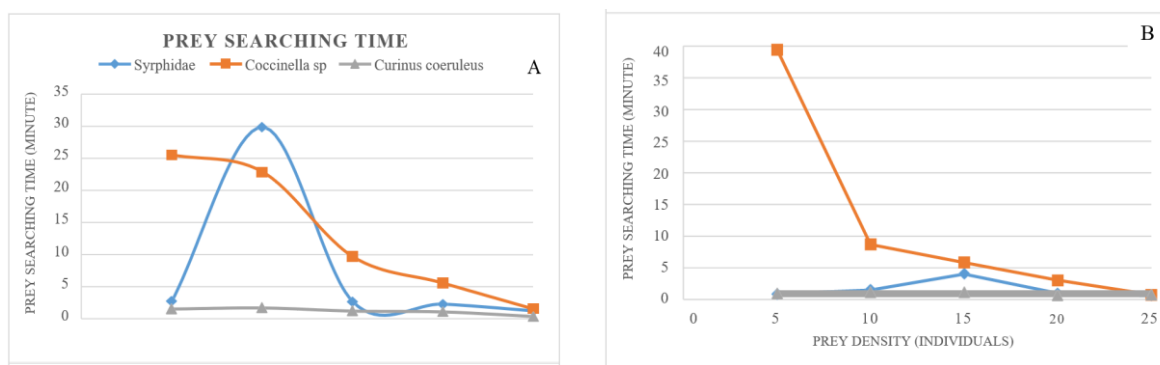 PREY SEARCHING TIME
Syrphidae Coccinella sp Curinus coeruleus
A
PREY SEARCHING TIME (MINUTE)
35
30
25
20
15
10
5
0
B
PREY SEARCHING TIME (MINUTE)
40
35
30
25
20
15
10
5
0
0 5 10 15 20 25
PREY DENSITY (INDIVIDUALS)